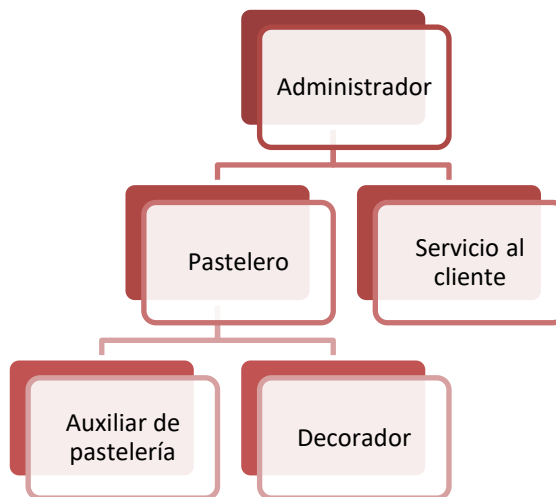 Administrador
Pastelero
Servicio al
cliente
Auxiliar de
pastelería
Decorador